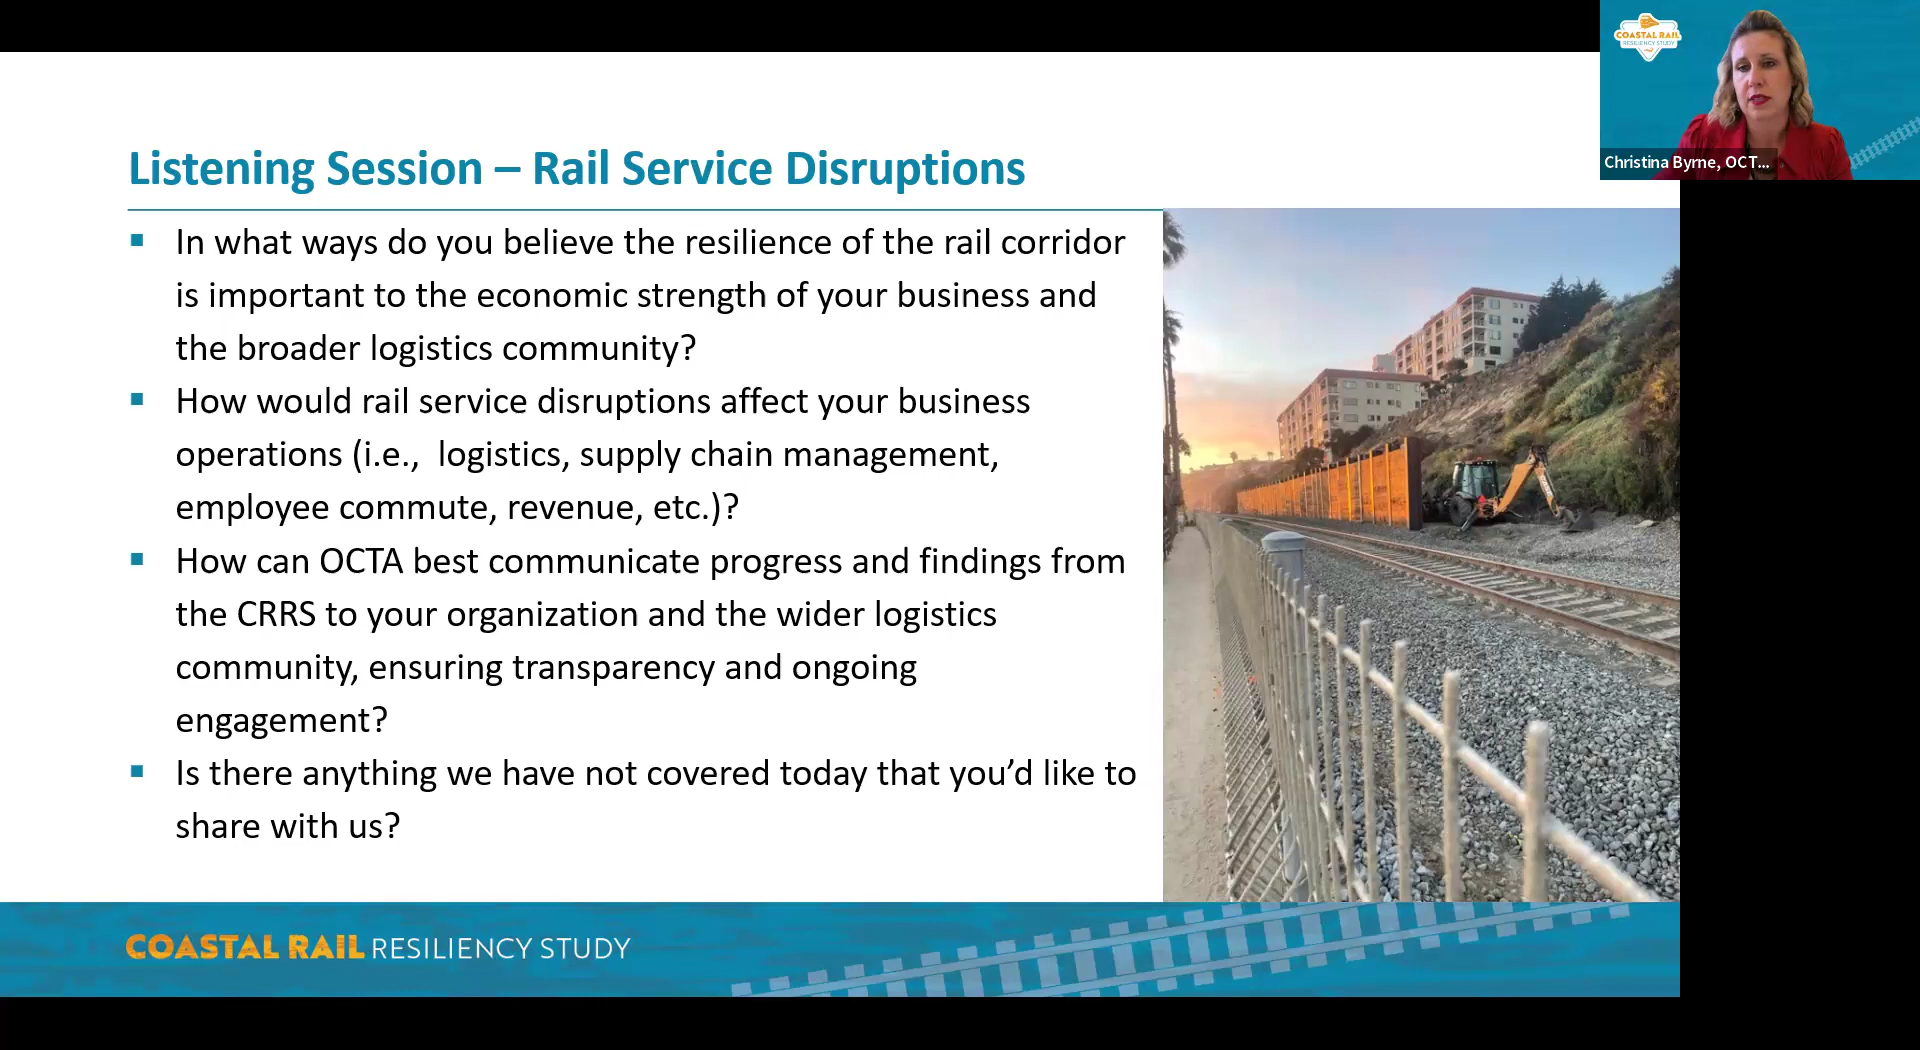 COASTAL RAIL
RESILIENCY STUDY
Christina Byrne, OCT...
Listening Session – Rail Service Disruptions
In what ways do you believe the resilience of the rail corridor
is important to the economic strength of your business and
the broader logistics community?
How would rail service disruptions affect your business
operations (i.e.,  logistics, supply chain management,
employee commute, revenue, etc.)?
How can OCTA best communicate progress and findings from
the CRRS to your organization and the wider logistics
community, ensuring transparency and ongoing
engagement?
Is there anything we have not covered today that you’d like to
share with us?
COASTAL RAIL RESILIENCY STUDY